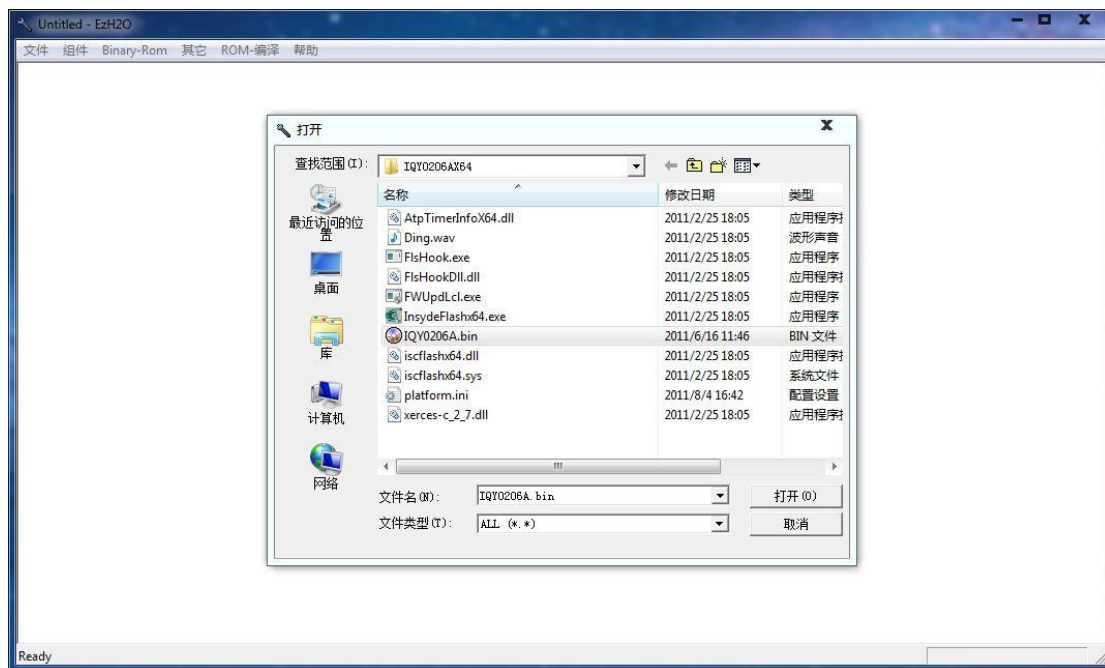 Untitled - EzH2O
文件 组件 Binary-Rom 其它 ROM-编译 帮助
打开
查找范围(I): IQY0206AX64
名称 修改日期 类型
AtpTimerInfoX64.dll 2011/2/25 18:05 应用程序扩
Ding.wav 2011/2/25 18:05 波形声音
FlsHook.exe 2011/2/25 18:05 应用程序
FlsHookDll.dll 2011/2/25 18:05 应用程序扩
FWUpdLcl.exe 2011/2/25 18:05 应用程序
InsydeFlashx64.exe 2011/2/25 18:05 应用程序
IQY0206A.bin 2011/6/16 11:46 BIN 文件
iscflashx64.dll 2011/2/25 18:05 应用程序扩
iscflashx64.sys 2011/2/25 18:05 系统文件
platform.ini 2011/8/4 16:42 配置设置
xerces-c_2_7.dll 2011/2/25 18:05 应用程序扩
最近访问的位
置
桌面
库
计算机
网络
文件名(N): IQY0206A.bin 打开(O)
文件类型(T): ALL (*.*) 取消
Ready